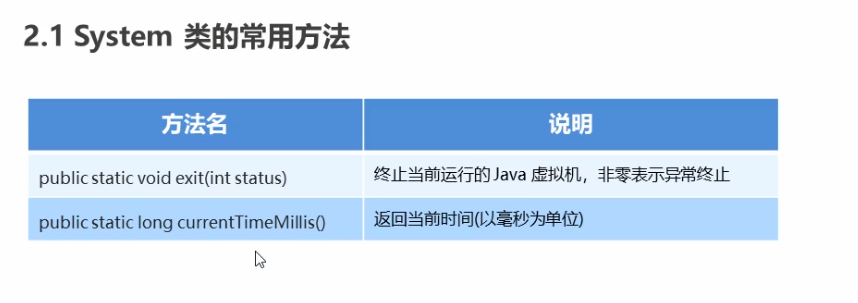 2.1 System 类的常用方法
方法名 说明
public static void exit(int status) 终止当前运行的 Java 虚拟机，非零表示异常终止
public static long currentTimeMillis() 返回当前时间(以毫秒为单位)